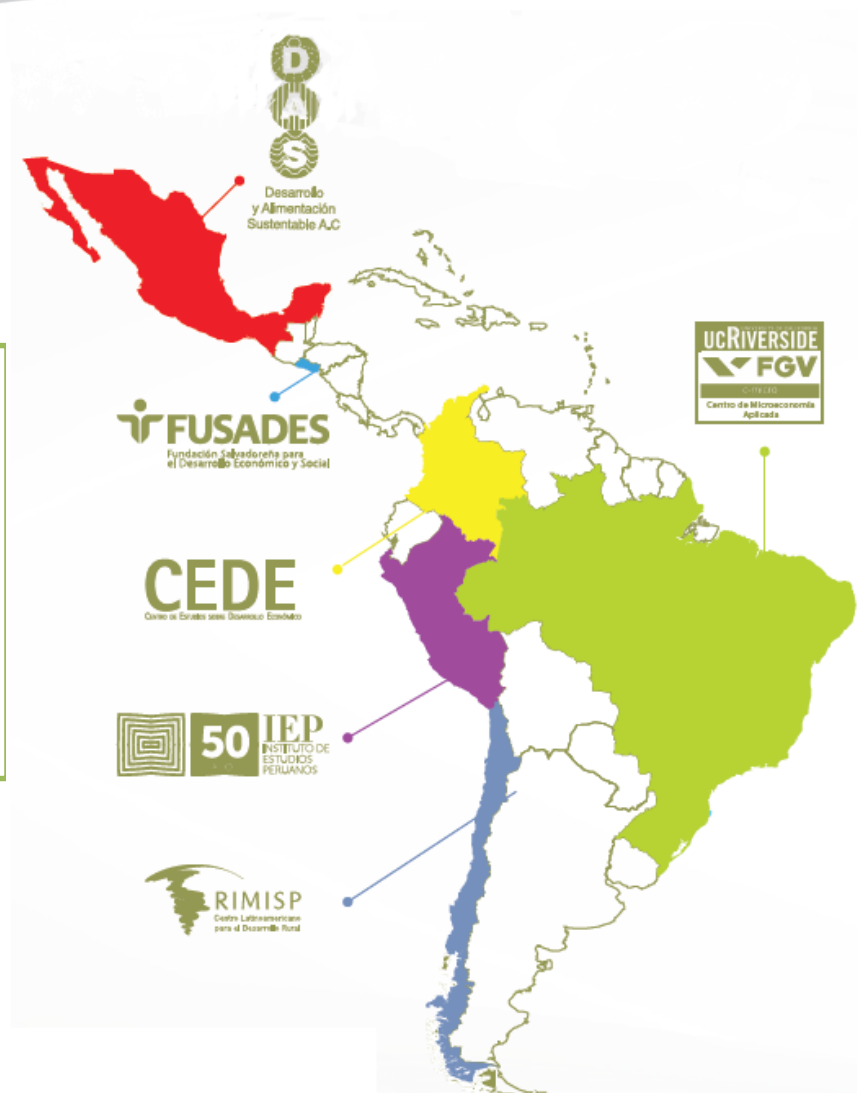 D
A
S
Desarrollo
y Alimentación
Sustentable A.C
UCRIVERSIDE
FGV
Centro de Microeconomía
Aplicada
FUSADES
Fundación Salvadoreña para
el Desarrollo Económico y Social
CEDE
Centro de Estudios sobre Desarrollo Económico
50
IEP
INSTITUTO DE
ESTUDIOS
PERUANOS
RIMISP
Centro Latinoamericano
para el Desarrollo Rural